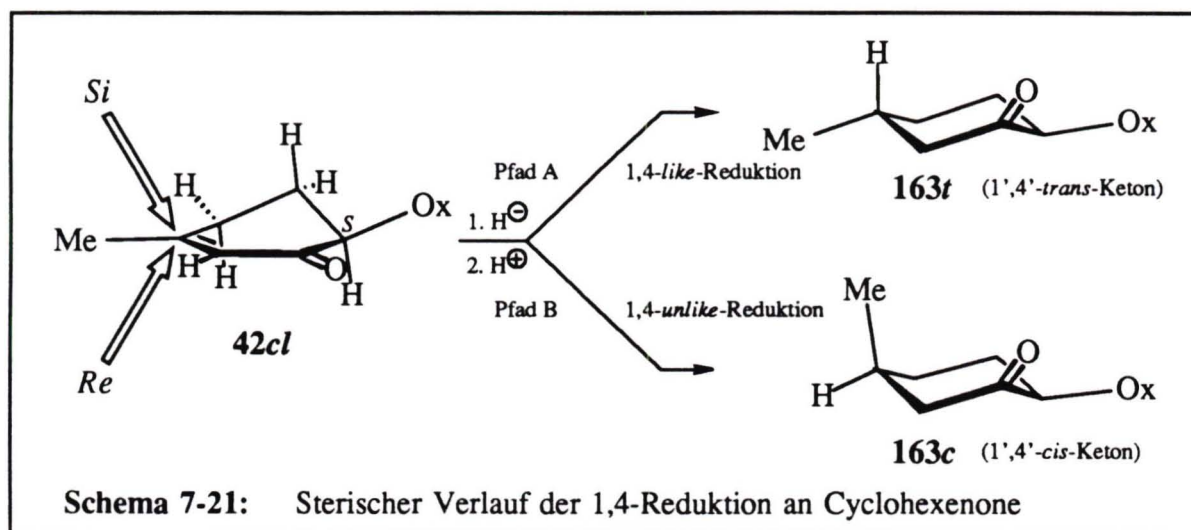 Si
Re
Me
H
H
H
H
H
H
S
O
Ox
42cl
1. H⊖
2. H⊕
Pfad A
1,4-like-Reduktion
Pfad B
1,4-unlike-Reduktion
H
Me
O
Ox
163t (1',4'-trans-Keton)
Me
H
O
Ox
163c (1',4'-cis-Keton)
Schema 7-21: Sterischer Verlauf der 1,4-Reduktion an Cyclohexenone